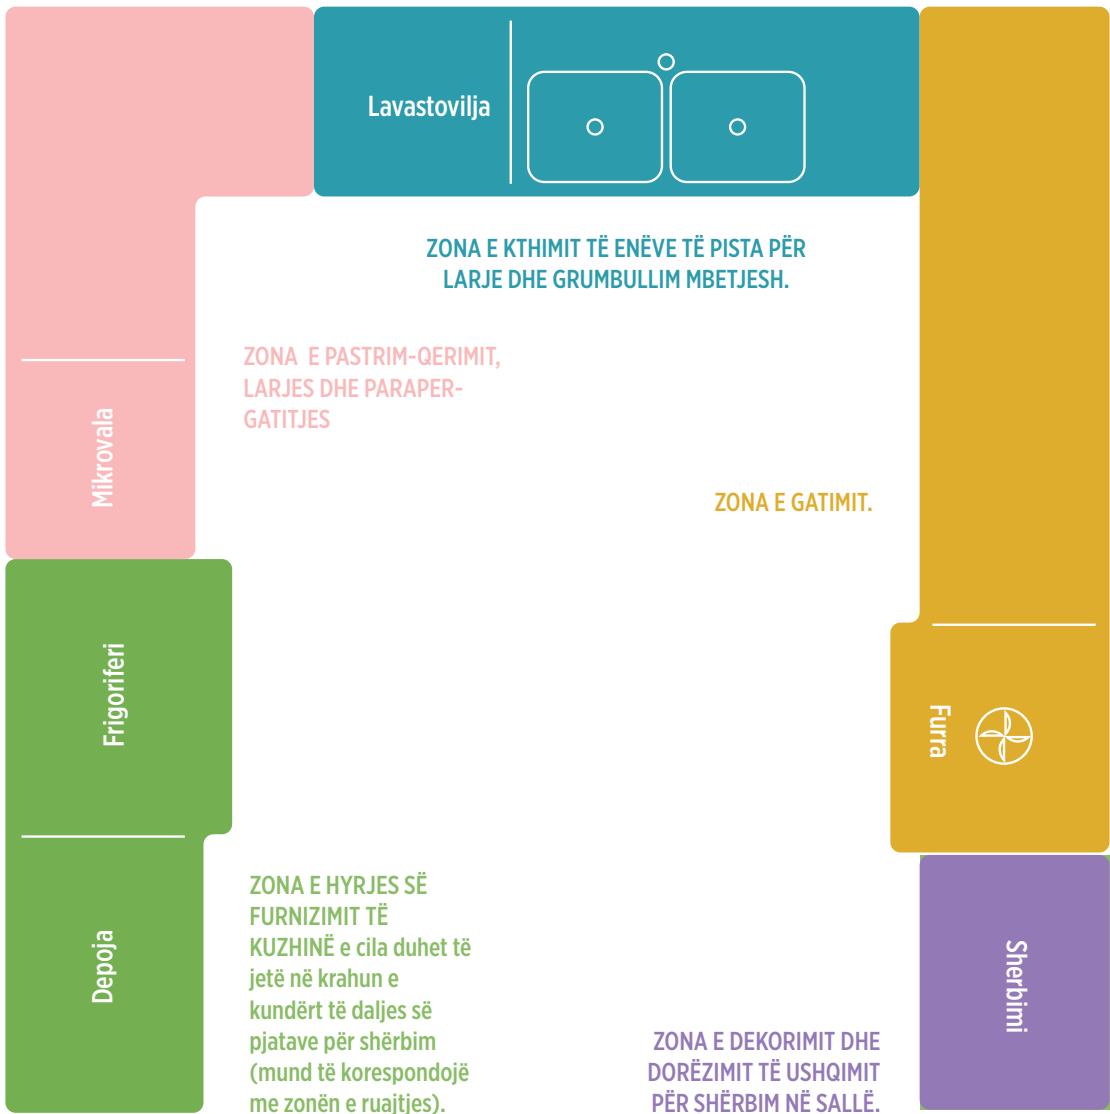 Lavastovilja
ZONA E KTHIMIT TË ENËVE TË PISTA PËR
LARJE DHE GRUMBULLIM MBETJESH.
ZONA E PASTRIM-QERIMIT,
LARJES DHE PARAPER-
GATITJES
Mikrovala
ZONA E GATIMIT.
Frigoriferi
Furra
Depoja
ZONA E HYRJES SË
FURNIZIMIT TË
KUZHINË e cila duhet të
jetë në krahun e
kundërt të daljes së
pjatave për shërbim
(mund të korespondojë
me zonën e ruajtjes).
Sherbimi
ZONA E DEKORIMIT DHE
DORËZIMIT TË USHQIMIT
PËR SHËRBIM NË SALLË.